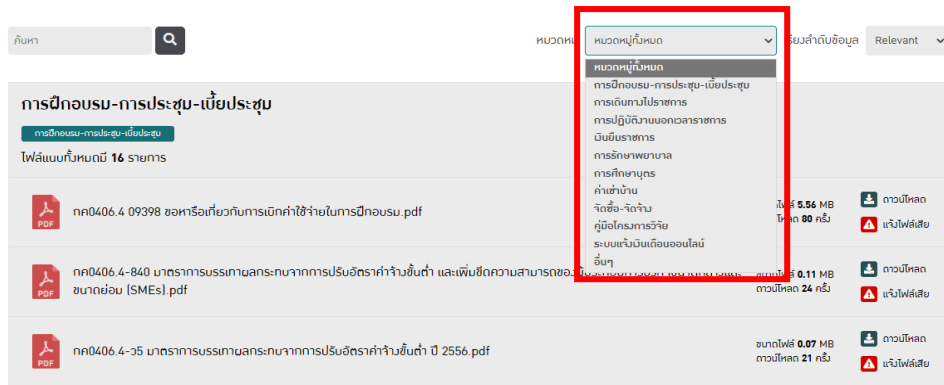 ค้นหา
หมวดหมู่ทั้งหมด
เรียงลำดับข้อมูล Relevant
หมวดหมู่ทั้งหมด
การฝึกอบรม-การประชุม-เบี้ยประชุม
การเดินทางไปราชการ
การปฏิบัติงานนอกเวลาราชการ
เงินยืมราชการ
การรักษาพยาบาล
การศึกษาบุตร
ค่าเช่าบ้าน
จัดซื้อ-จัดจ้าง
คู่มือโครงการวิจัย
ระบบแจ้งเงินเดือนออนไลน์
อื่นๆ
การฝึกอบรม-การประชุม-เบี้ยประชุม
การฝึกอบรม-การประชุม-เบี้ยประชุม
ไฟล์แนบทั้งหมดมี 16 รายการ
PDF
กค0406.4 09398 ขอหารือเกี่ยวกับการเบิกค่าใช้จ่ายในการฝึกอบรม.pdf
5.56 MB
80 ครั้ง
ดาวน์โหลด
แจ้งไฟล์เสีย
PDF
กค0406.4-840 มาตราการบรรเทาผลกระทบจากการปรับอัตราค่าจ้างขั้นต่ำ และเพิ่มขีดความสามารถของ
ขนาดย่อม (SMEs).pdf
ขนาดไฟล์ 0.11 MB
ดาวน์โหลด 24 ครั้ง
ดาวน์โหลด
แจ้งไฟล์เสีย
PDF
กค0406.4-ว5 มาตราการบรรเทาผลกระทบจากการปรับอัตราค่าจ้างขั้นต่ำ ปี 2556.pdf
ขนาดไฟล์ 0.07 MB
ดาวน์โหลด 21 ครั้ง
ดาวน์โหลด
แจ้งไฟล์เสีย